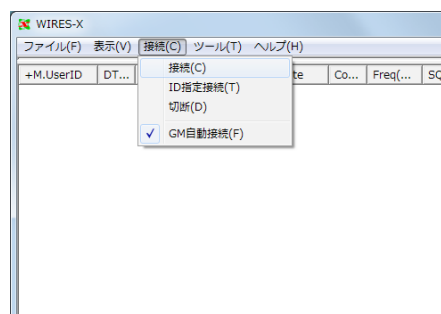 WIRES-X
ファイル(F) 表示(V) 接続(C) ツール(T) ヘルプ(H)
+M.UserID DT... te Co... Freq(... SQ
接続(C)
ID指定接続(T)
切断(D)
GM自動接続(F)